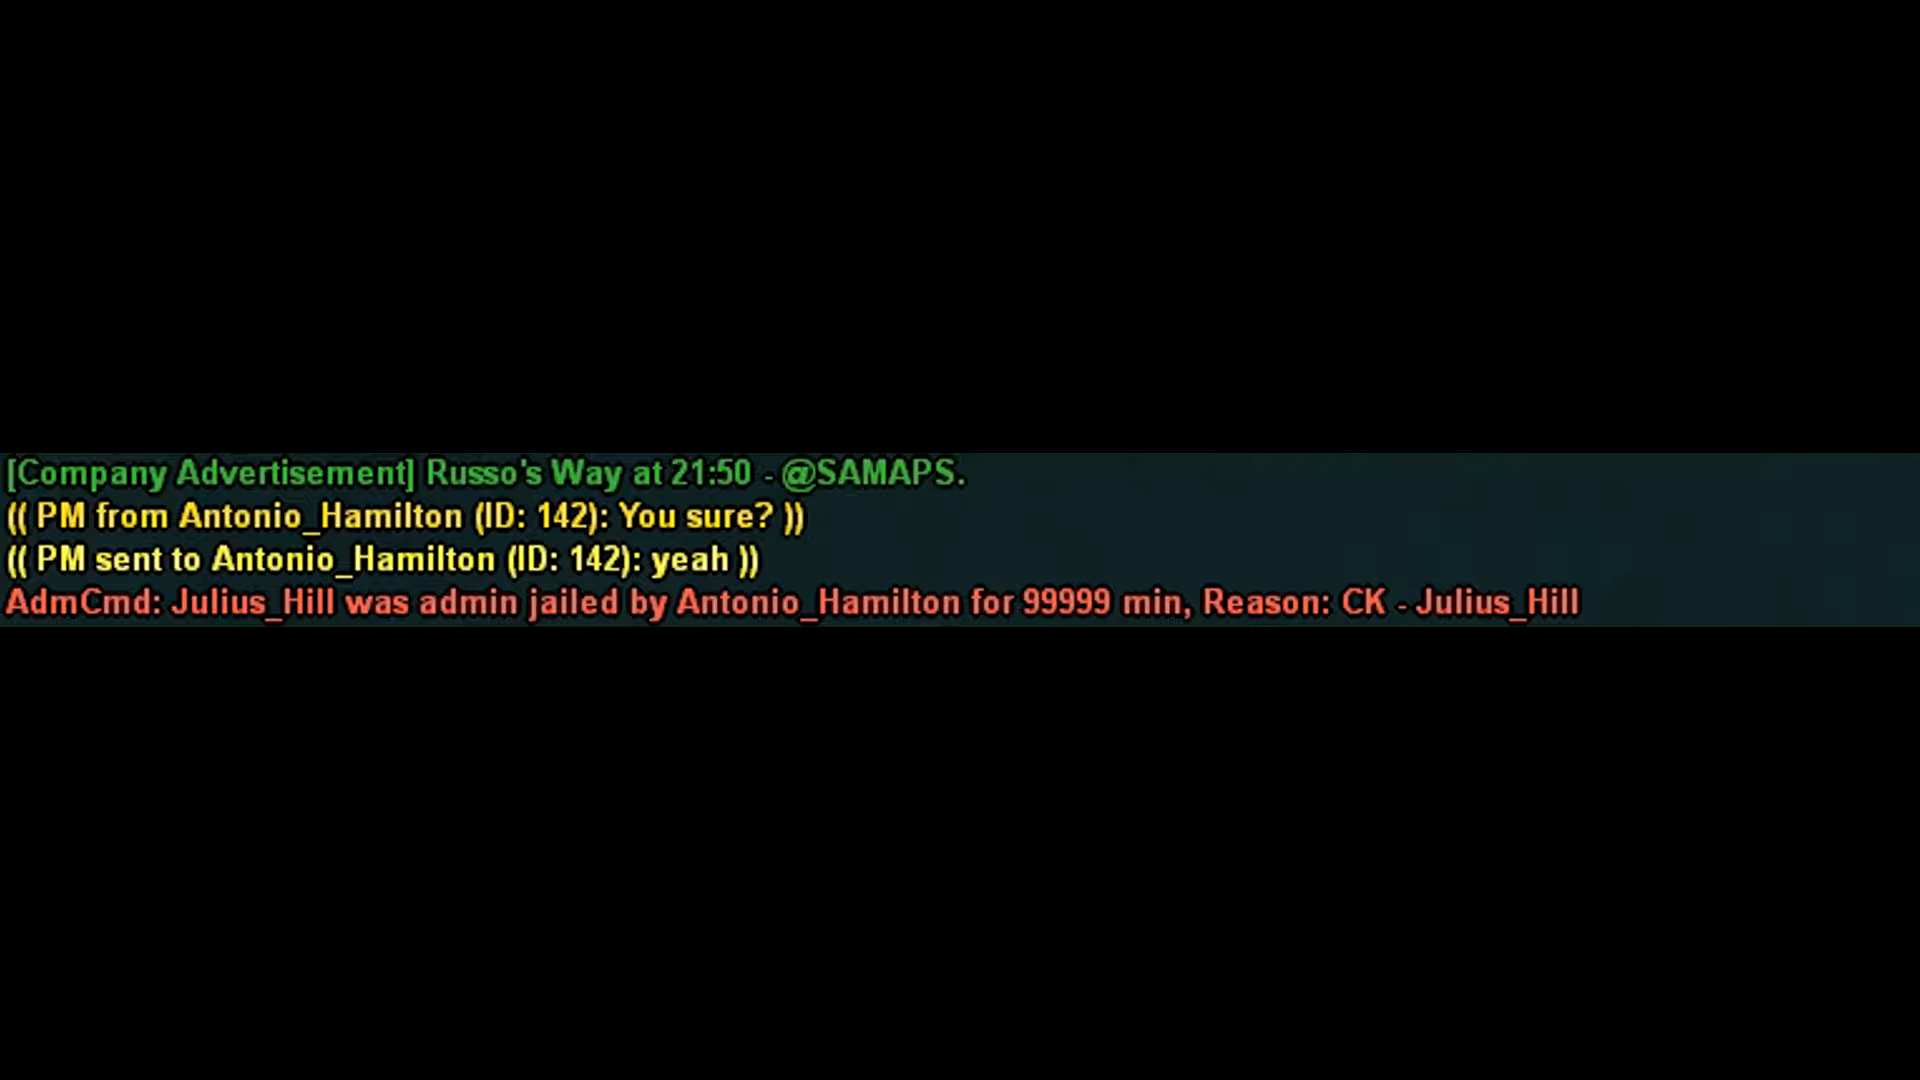 [Company Advertisement] Russo's Way at 21:50 - @SAMAPS.
(( PM from Antonio_Hamilton (ID: 142): You sure? ))
(( PM sent to Antonio_Hamilton (ID: 142): yeah ))
AdmCmd: Julius_Hill was admin jailed by Antonio_Hamilton for 99999 min, Reason: CK - Julius_Hill